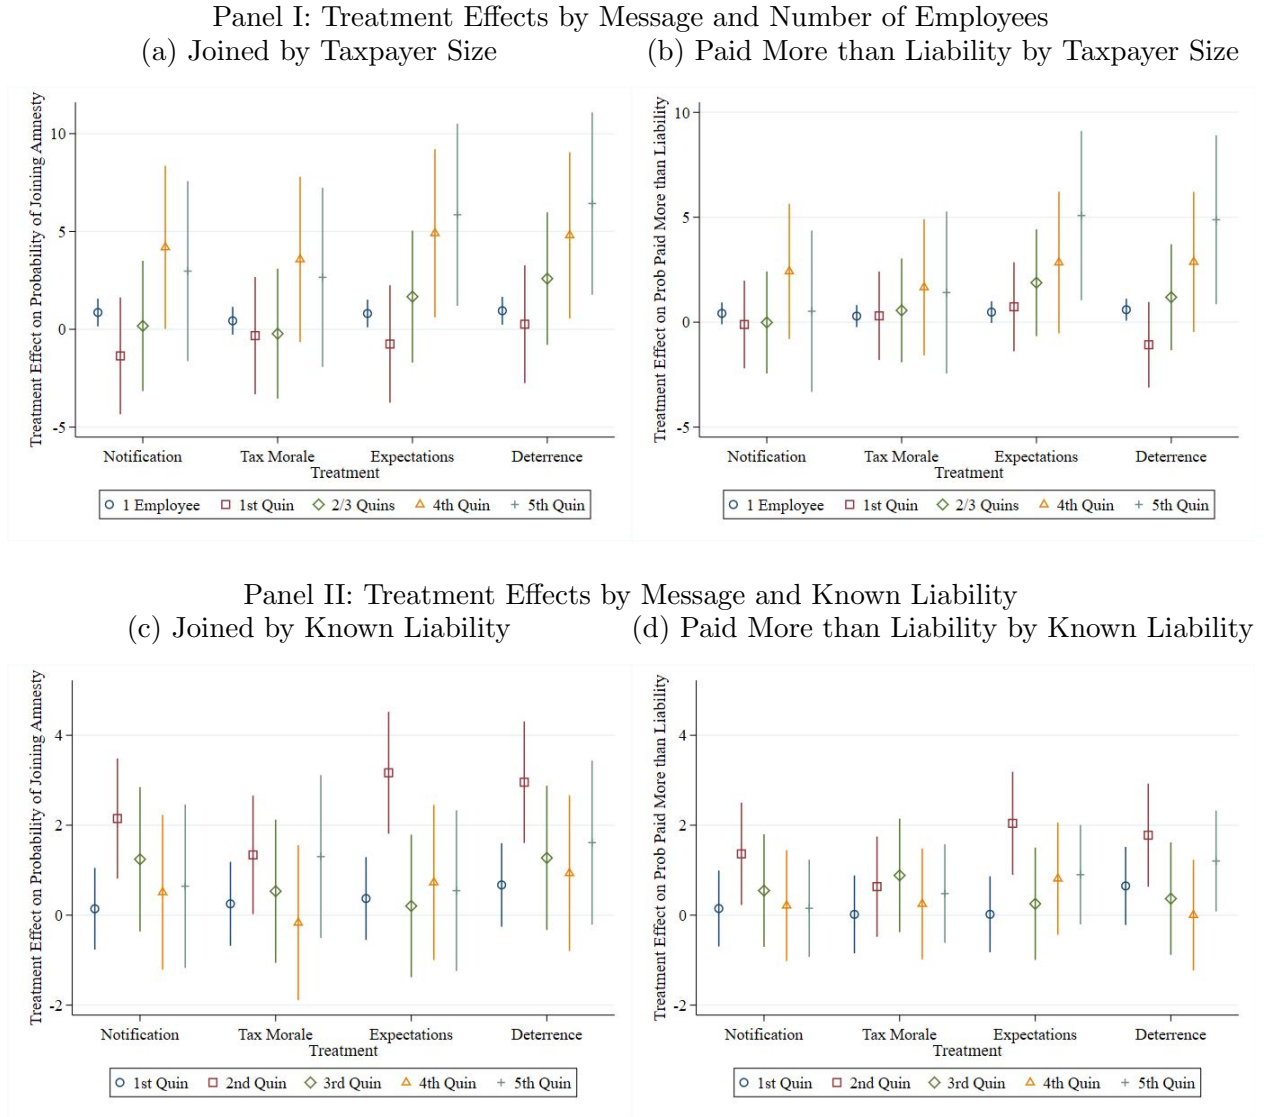 Panel I: Treatment Effects by Message and Number of Employees
(a) Joined by Taxpayer Size
(b) Paid More than Liability by Taxpayer Size
Treatment Effect on Probability of Joining Amnesty
10
5
0
-5
Notification Tax Morale Expectations Deterrence
Treatment
1 Employee 1st Quin 2/3 Quins 4th Quin 5th Quin
Treatment Effect on Prob Paid More than Liability
10
5
0
-5
Notification Tax Morale Expectations Deterrence
Treatment
1 Employee 1st Quin 2/3 Quins 4th Quin 5th Quin
Panel II: Treatment Effects by Message and Known Liability
(c) Joined by Known Liability
(d) Paid More than Liability by Known Liability
Treatment Effect on Probability of Joining Amnesty
4
2
0
-2
Notification Tax Morale Expectations Deterrence
Treatment
1st Quin 2nd Quin 3rd Quin 4th Quin 5th Quin
Treatment Effect on Prob Paid More than Liability
4
2
0
-2
Notification Tax Morale Expectations Deterrence
Treatment
1st Quin 2nd Quin 3rd Quin 4th Quin 5th Quin